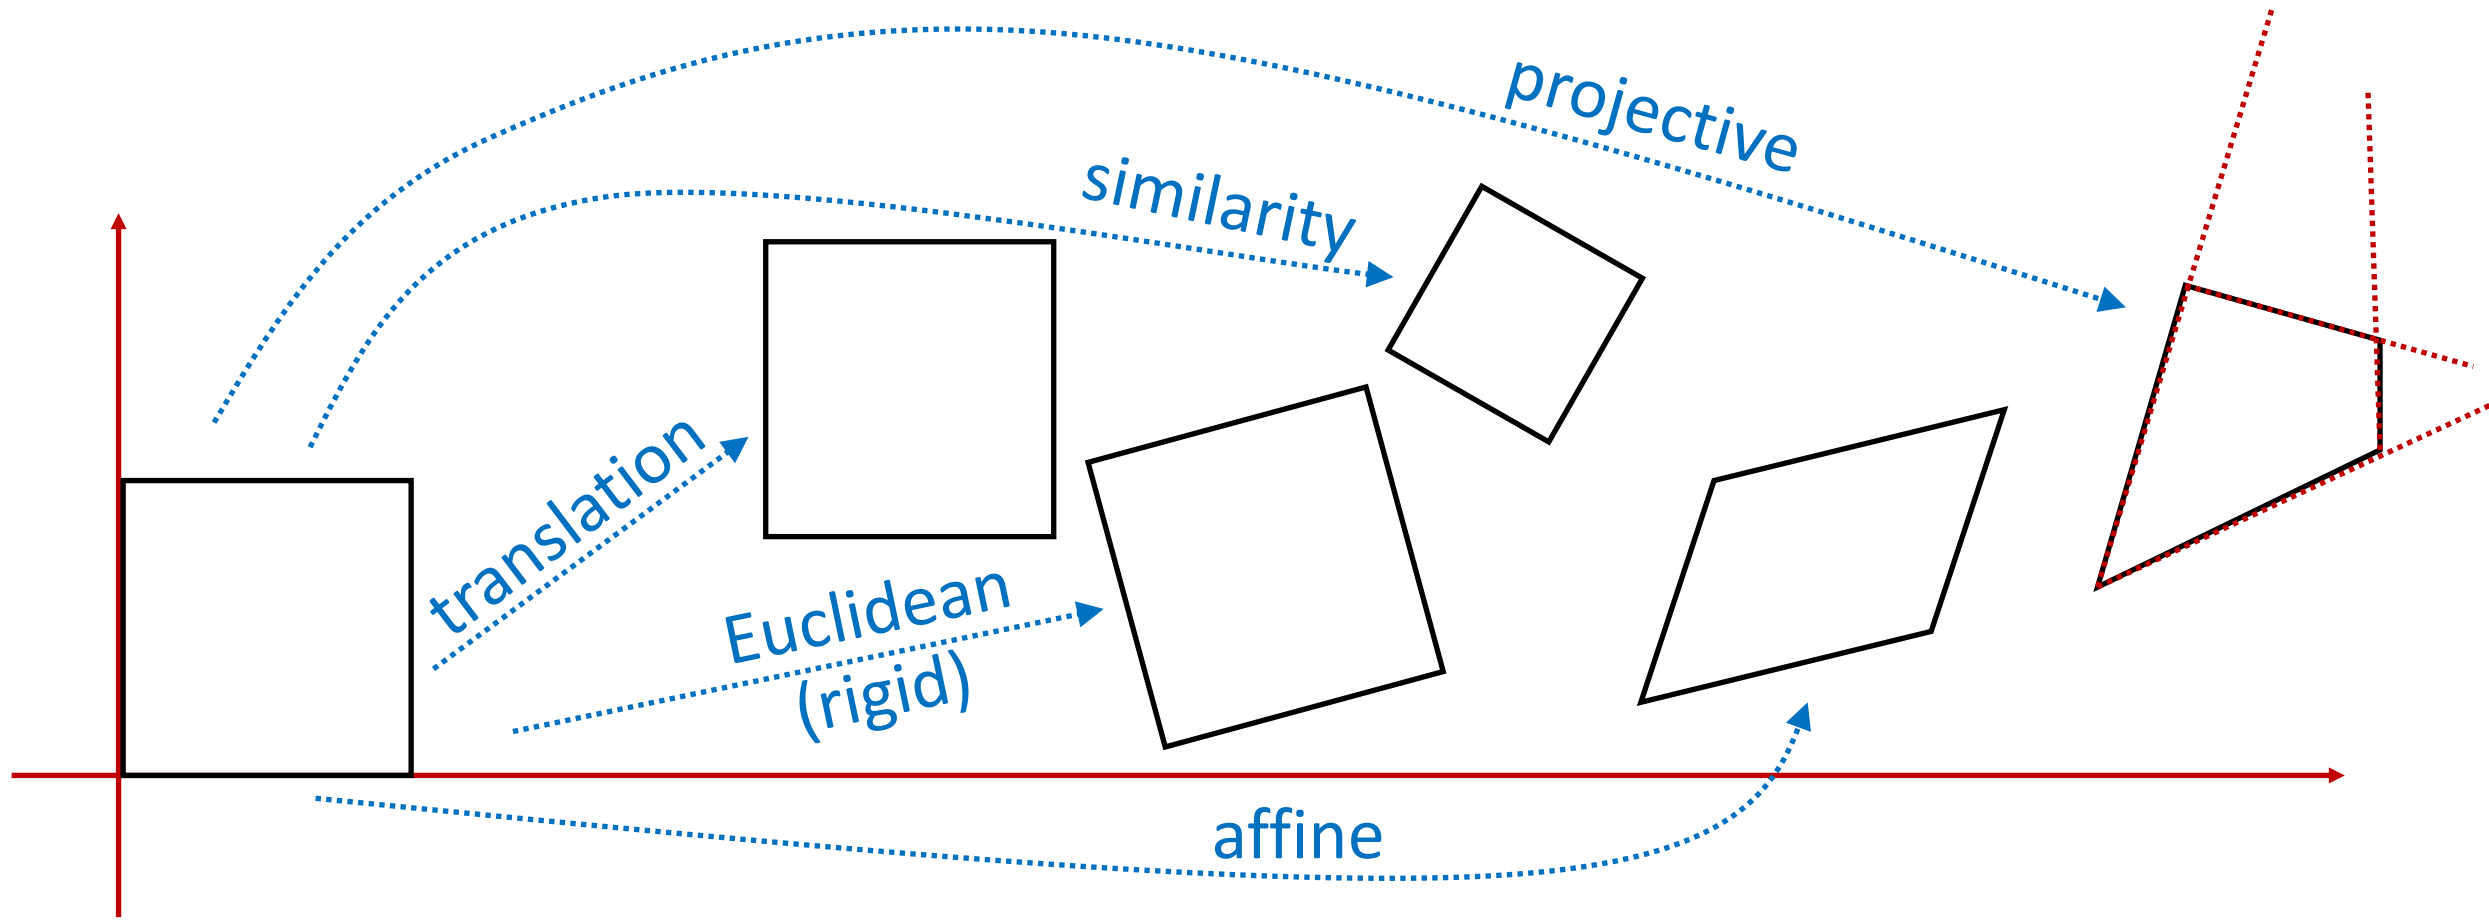 projective
similarity
translation
Euclidean
(rigid)
affine